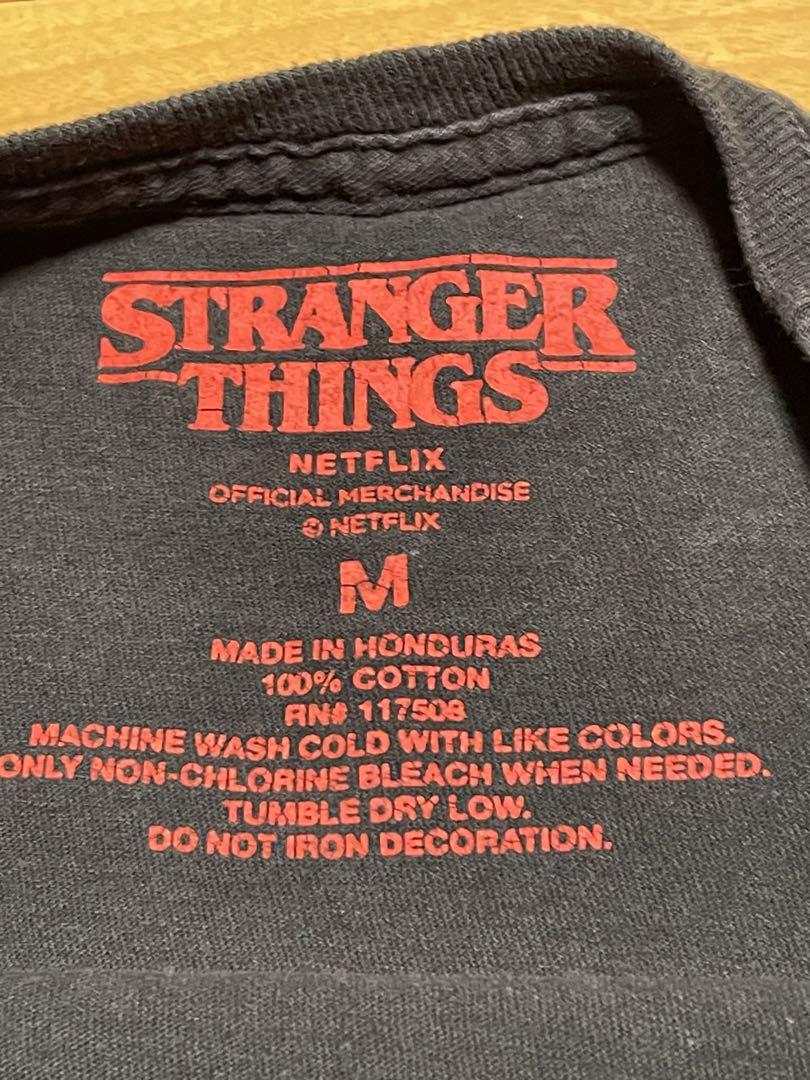 STRANGER
THINGS
NETFLIX
OFFICIAL MERCHANDISE
© NETFLIX
M
MADE IN HONDURAS
100% COTTON
RN# 117508
MACHINE WASH COLD WITH LIKE COLORS.
ONLY NON-CHLORINE BLEACH WHEN NEEDED.
TUMBLE DRY LOW.
DO NOT IRON DECORATION.